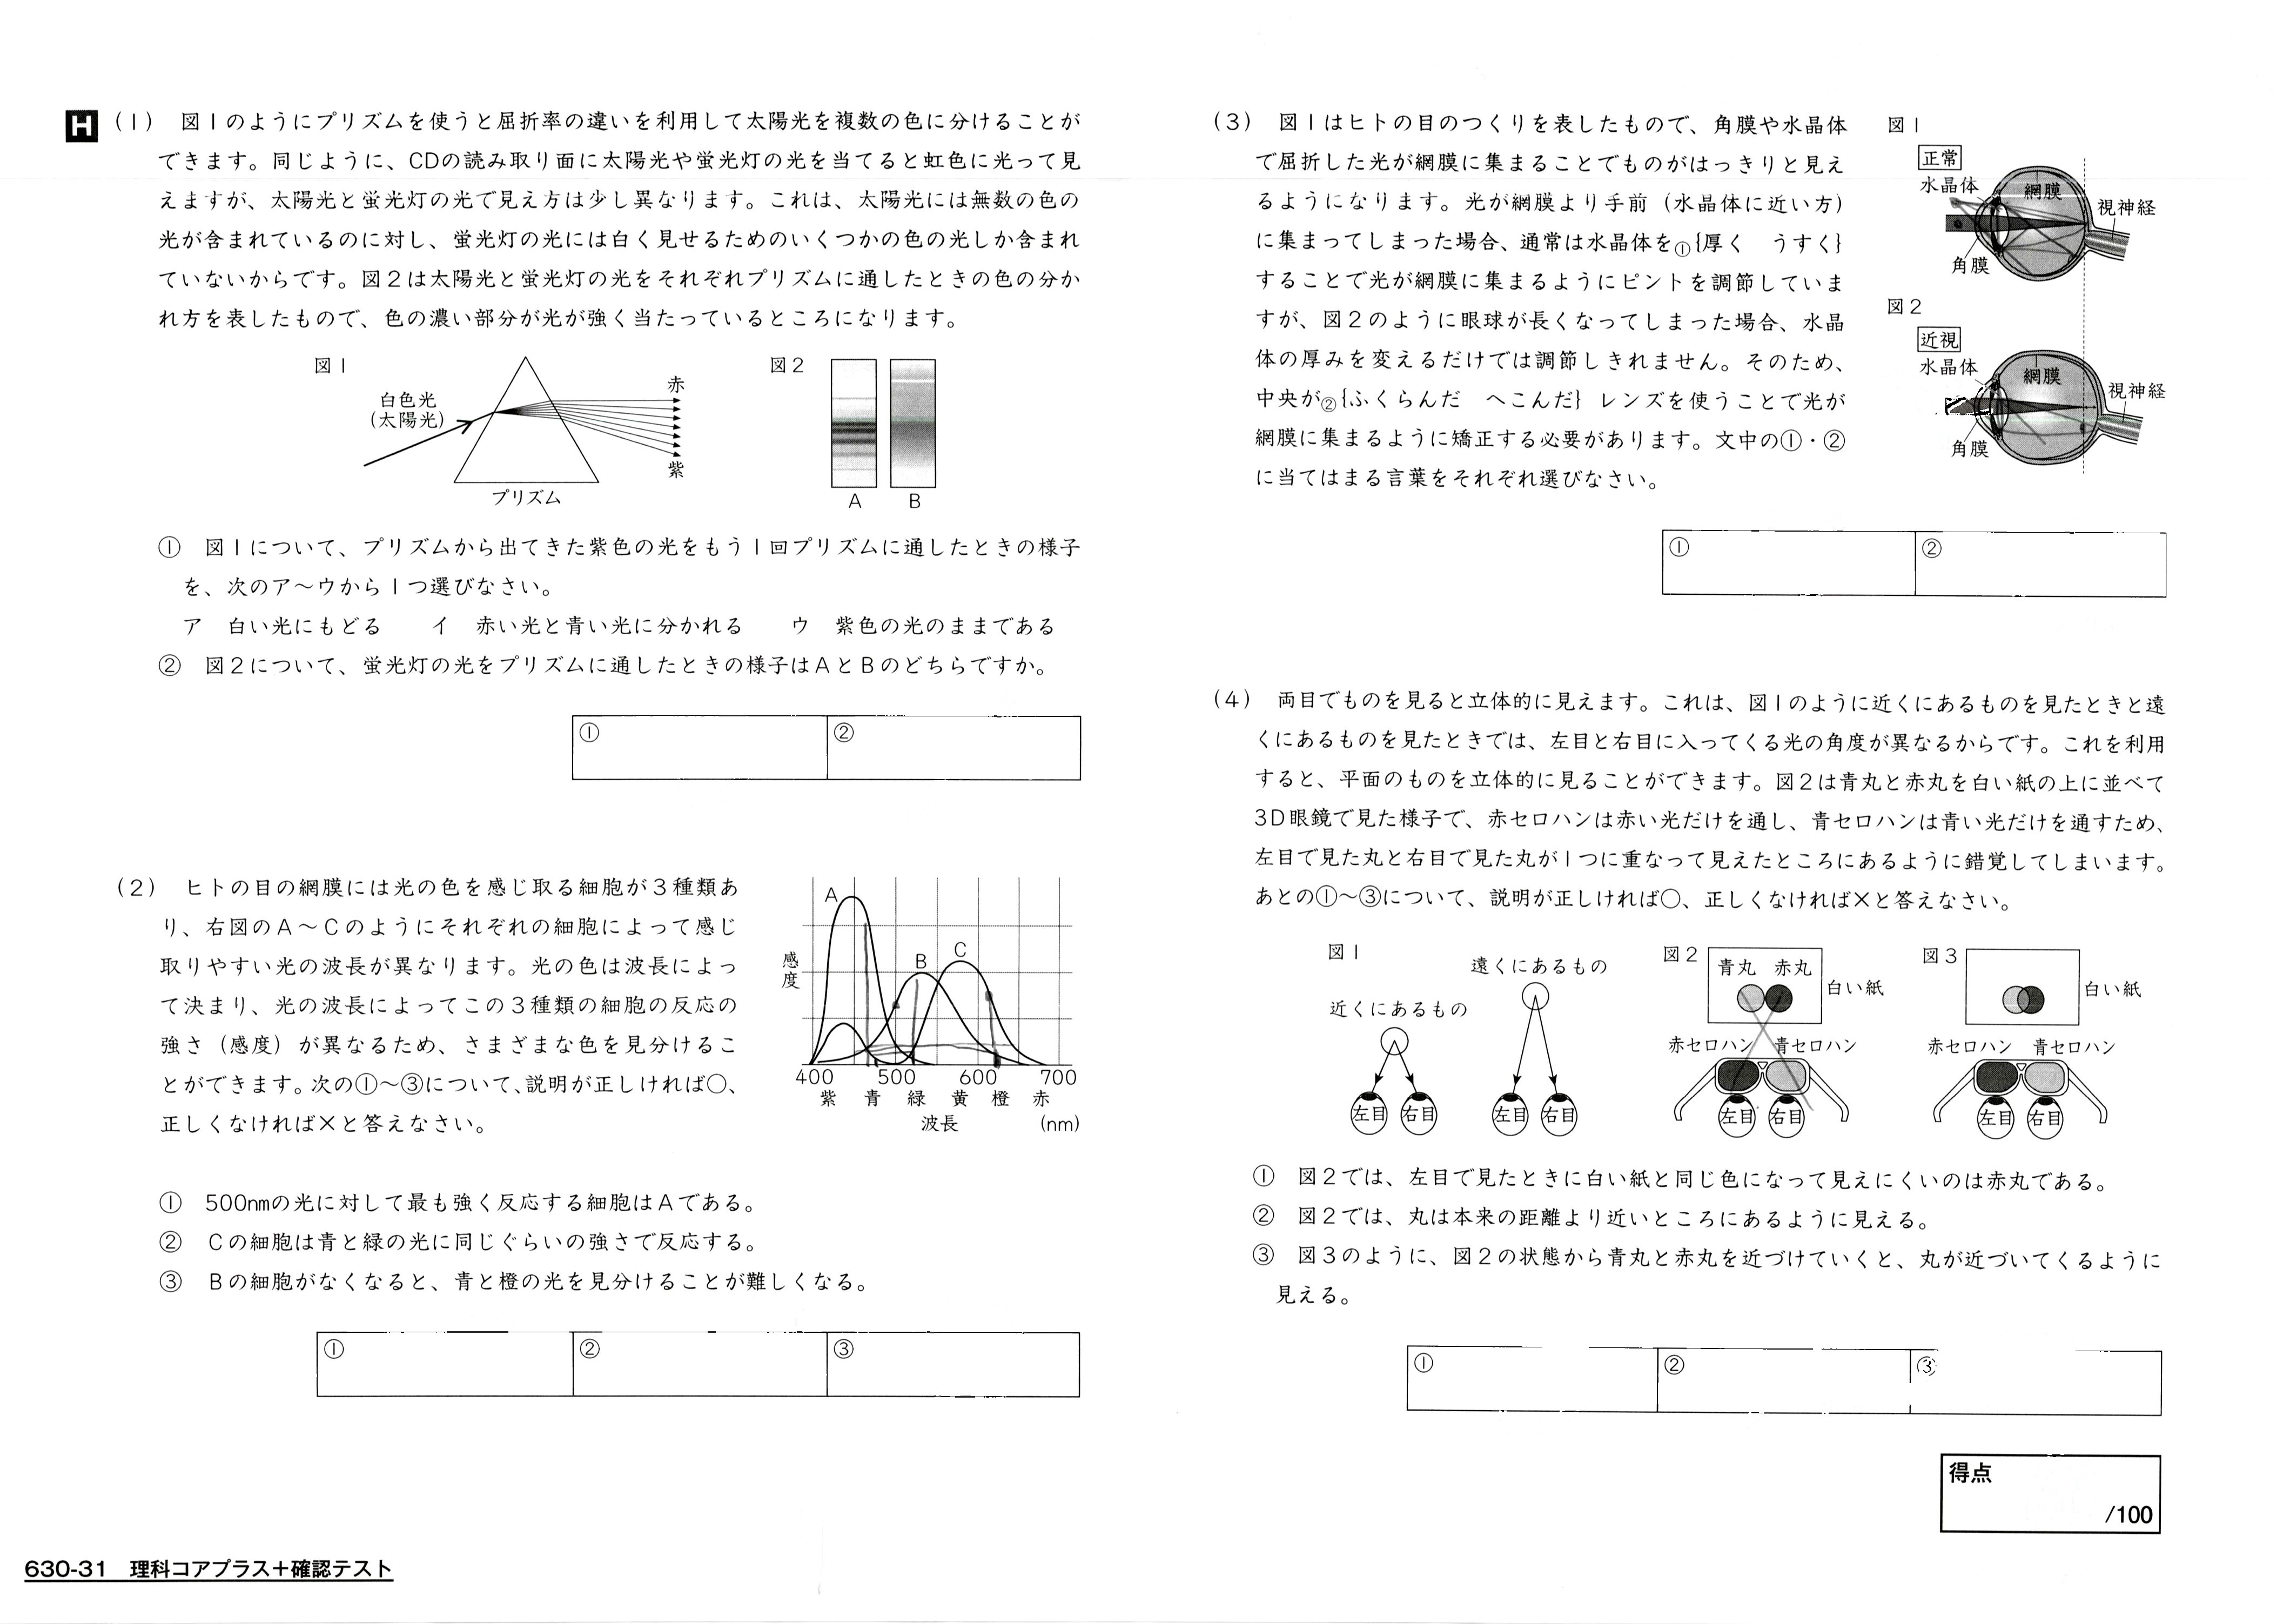 H (1) 図1のようにプリズムを使うと屈折率の違いを利用して太陽光を複数の色に分けることが
できます。同じように、CDの読み取り面に太陽光や蛍光灯の光を当てると虹色に光って見
えますが、太陽光と蛍光灯の光で見え方は少し異なります。これは、太陽光には無数の色の
光が含まれているのに対し、蛍光灯の光には白く見せるためのいくつかの色の光しか含まれ
ていないからです。図2は太陽光と蛍光灯の光をそれぞれプリズムに通したときの色の分か
れ方を表したもので、色の濃い部分が光が強く当たっているところになります。
図1
白色光
(太陽光)
赤
紫
プリズム
図2
A B
① 図1について、プリズムから出てきた紫色の光をもう1回プリズムに通したときの様子
を、次のア〜ウから1つ選びなさい。
ア 白い光にもどる イ 赤い光と青い光に分かれる ウ 紫色の光のままである
② 図2について、蛍光灯の光をプリズムに通したときの様子はAとBのどちらですか。
① ②
(2) ヒトの目の網膜には光の色を感じ取る細胞が3種類あ
り、右図のA〜Cのようにそれぞれの細胞によって感じ
取りやすい光の波長が異なります。光の色は波長によっ
て決まり、光の波長によってこの3種類の細胞の反応の
強さ(感度)が異なるため、さまざまな色を見分けるこ
とができます。次の①〜③について、説明が正しければ○、
正しくなければ×と答えなさい。
A
B
C
感度
400 500 600 700
紫 青 緑 黄 橙 赤
波長 (nm)
① 500nmの光に対して最も強く反応する細胞はAである。
② Cの細胞は青と緑の光に同じぐらいの強さで反応する。
③ Bの細胞がなくなると、青と橙の光を見分けることが難しくなる。
① ② ③
630-31 理科コアプラス+確認テスト
(3) 図1はヒトの目のつくりを表したもので、角膜や水晶体
で屈折した光が網膜に集まることでものがはっきりと見え
るようになります。光が網膜より手前(水晶体に近い方)
に集まってしまった場合、通常は水晶体を①{厚く うすく}
することで光が網膜に集まるようにピントを調節していま
すが、図2のように眼球が長くなってしまった場合、水晶
体の厚みを変えるだけでは調節しきれません。そのため、
中央が②{ふくらんだ へこんだ} レンズを使うことで光が
網膜に集まるように矯正する必要があります。文中の①・②
に当てはまる言葉をそれぞれ選びなさい。
図1
正常
水晶体
網膜
視神経
角膜
図2
近視
水晶体
網膜
視神経
角膜
① ②
(4) 両目でものを見ると立体的に見えます。これは、図1のように近くにあるものを見たときと遠
くにあるものを見たときでは、左目と右目に入ってくる光の角度が異なるからです。これを利用
すると、平面のものを立体的に見ることができます。図2は青丸と赤丸を白い紙の上に並べて
3D眼鏡で見た様子で、赤セロハンは赤い光だけを通し、青セロハンは青い光だけを通すため、
左目で見た丸と右目で見た丸が1つに重なって見えたところにあるように錯覚してしまいます。
あとの①〜③について、説明が正しければ○、正しくなければ×と答えなさい。
図1
遠くにあるもの
近くにあるもの
左目 右目 左目 右目
図2
青丸 赤丸
白い紙
赤セロハン 青セロハン
左目 右目
図3
白い紙
赤セロハン 青セロハン
左目 右目
① 図2では、左目で見たときに白い紙と同じ色になって見えにくいのは赤丸である。
② 図2では、丸は本来の距離より近いところにあるように見える。
③ 図3のように、図2の状態から青丸と赤丸を近づけていくと、丸が近づいてくるように
見える。
① ② ③
得点
/100